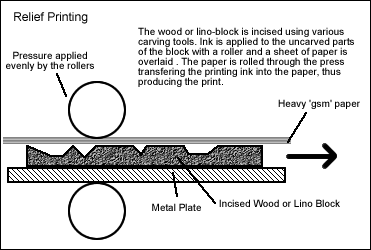 Relief Printing
The wood or lino-block is incised using various
carving tools. Ink is applied to the uncarved parts
of the block with a roller and a sheet of paper is
overlaid . The paper is rolled through the press
transfering the printing ink into the paper, thus
producing the print.
Pressure applied
evenly by the rollers
Heavy 'gsm' paper
Incised Wood or Lino Block
Metal Plate